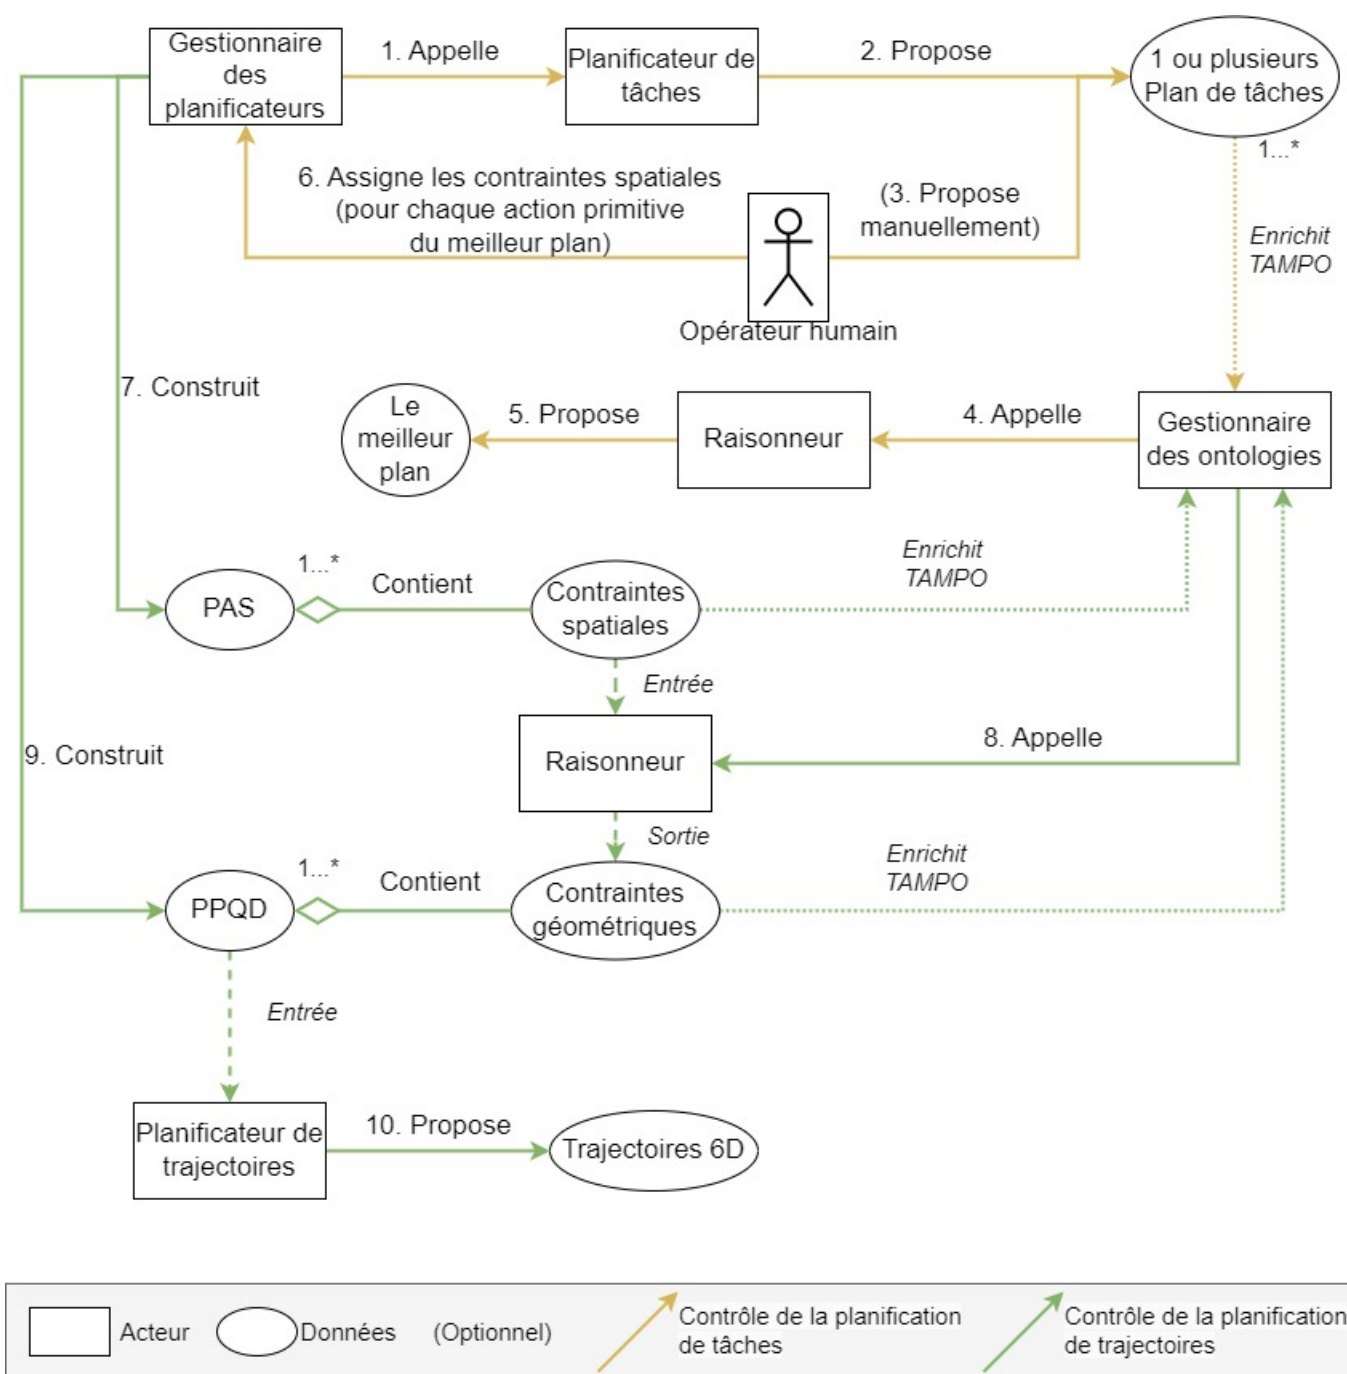 Gestionnaire
des
planificateurs
1. Appelle
Planificateur de
tâches
2. Propose
1 ou plusieurs
Plan de tâches
1...*
6. Assigne les contraintes spatiales
(pour chaque action primitive
du meilleur plan)
(3. Propose
manuellement)
Enrichit
TAMPO
Opérateur humain
7. Construit
Le
meilleur
plan
5. Propose
Raisonneur
4. Appelle
Gestionnaire
des ontologies
PAS
1...*
Contient
Contraintes
spatiales
Enrichit
TAMPO
Entrée
9. Construit
Raisonneur
8. Appelle
Sortie
PPQD
1...*
Contient
Contraintes
géométriques
Enrichit
TAMPO
Entrée
Planificateur de
trajectoires
10. Propose
Trajectoires 6D
Acteur
Données
(Optionnel)
Contrôle de la planification
de tâches
Contrôle de la planification
de trajectoires